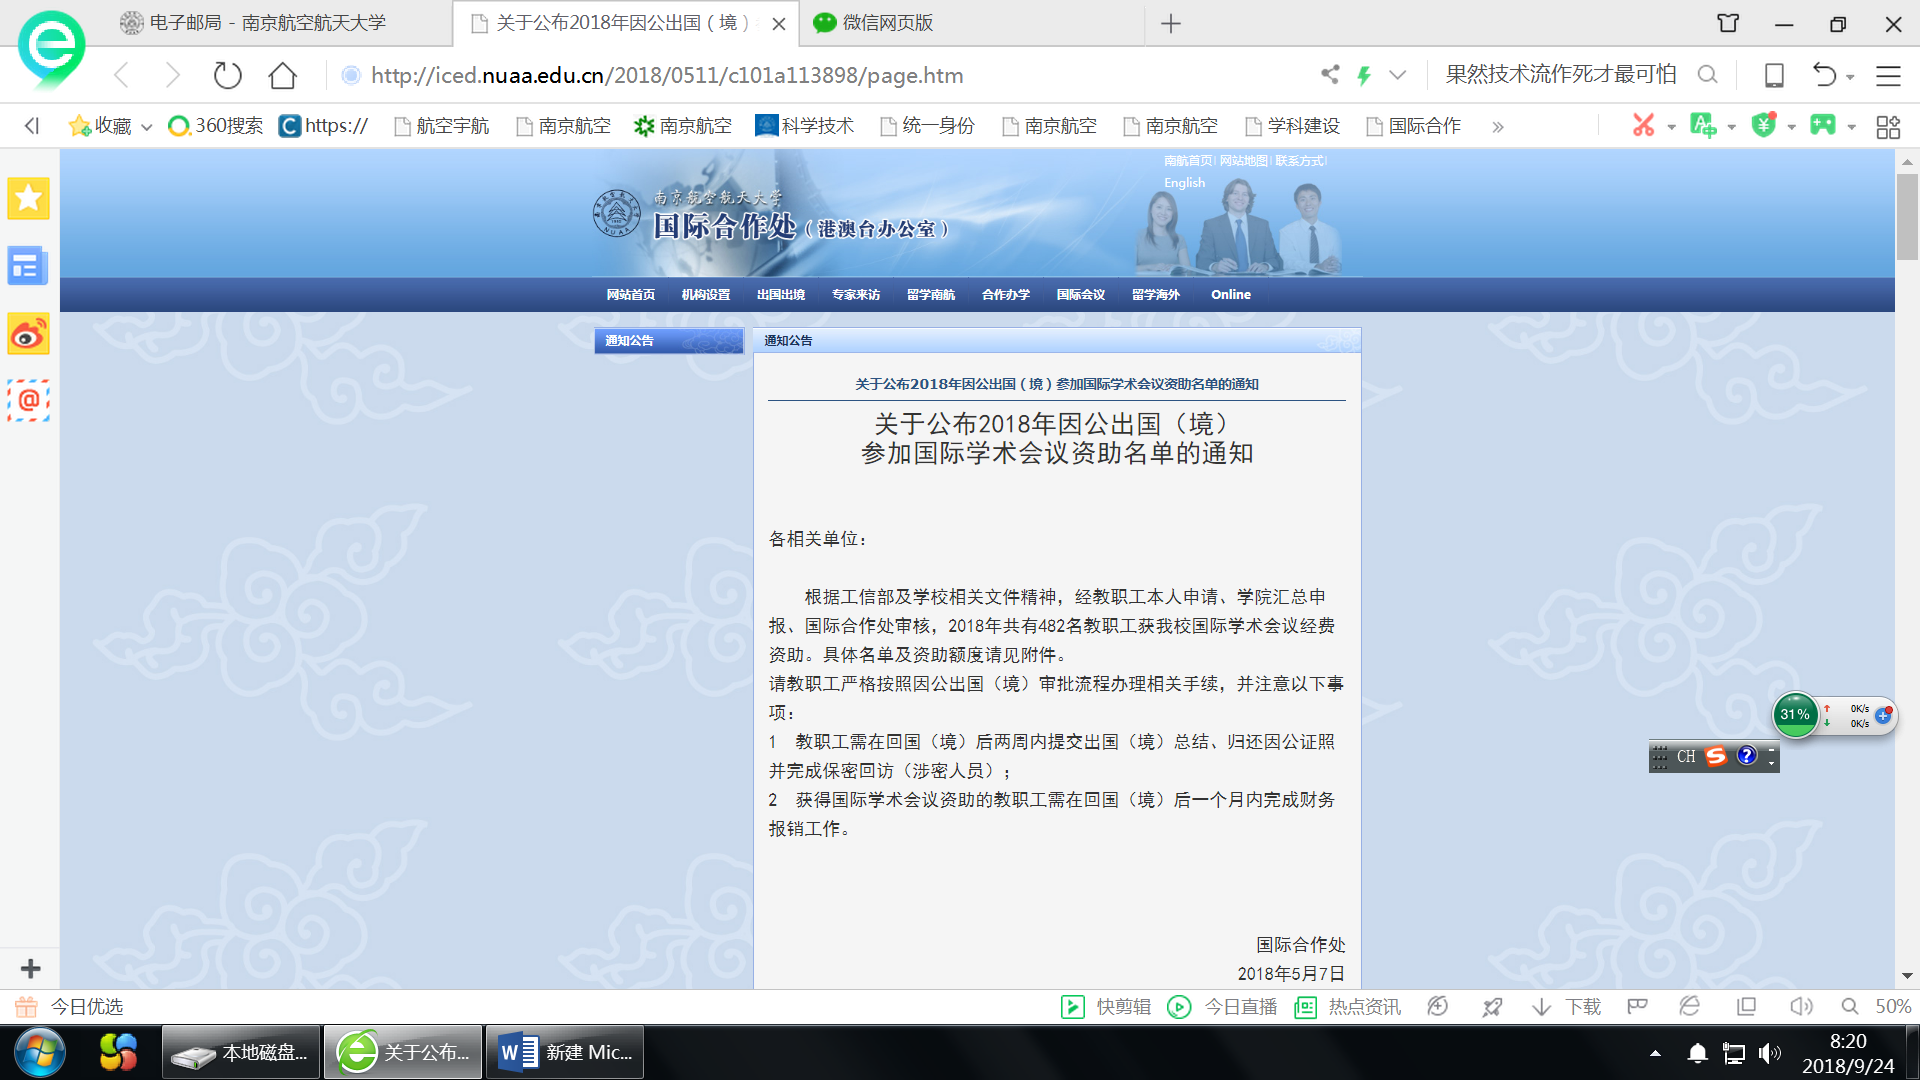 电子邮局 - 南京航空航天大学
关于公布2018年因公出国（境）
微信网页版
http://iced.nuaa.edu.cn/2018/0511/c101a113898/page.htm
果然技术流作死才最可怕
收藏
360搜索
https://
航空宇航
南京航空
南京航空
科学技术
统一身份
南京航空
南京航空
学科建设
国际合作
南航首页| 网站地图| 联系方式|
English
南京航空航天大学
国际合作处（港澳台办公室）
NUAA
网站首页 机构设置 出国出境 专家来访 留学南航 合作办学 国际会议 留学海外 Online
通知公告
通知公告
关于公布2018年因公出国（境）参加国际学术会议资助名单的通知
关于公布2018年因公出国（境）
参加国际学术会议资助名单的通知
各相关单位：
根据工信部及学校相关文件精神，经教职工本人申请、学院汇总申
报、国际合作处审核，2018年共有482名教职工获我校国际学术会议经费
资助。具体名单及资助额度请见附件。
请教职工严格按照因公出国（境）审批流程办理相关手续，并注意以下事
项：
1 教职工需在回国（境）后两周内提交出国（境）总结、归还因公证照
并完成保密回访（涉密人员）；
2 获得国际学术会议资助的教职工需在回国（境）后一个月内完成财务
报销工作。
国际合作处
2018年5月7日
31%
0K/s
0K/s
CH
今日优选
快剪辑
今日直播
热点资讯
下载
50%
本地磁盘...
关于公布...
新建 Mic...
8:20
2018/9/24